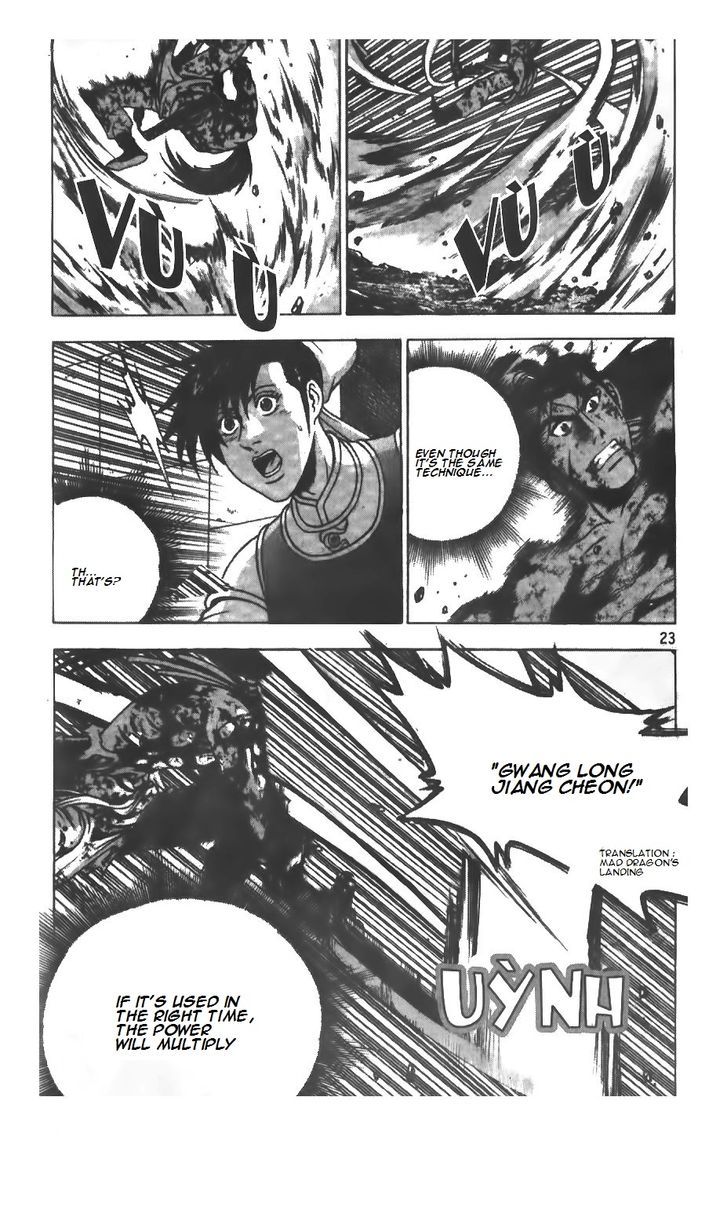 VÙ Ù
VÙ Ù
TH...
THAT'S?
EVEN THOUGH
IT'S THE SAME
TECHNIQUE...
23
"GWANG LONG
JIANG CHEON!"
TRANSLATION :
MAD DRAGON'S
LANDING
UỲNH
IF IT'S USED IN
THE RIGHT TIME,
THE POWER
WILL MULTIPLY